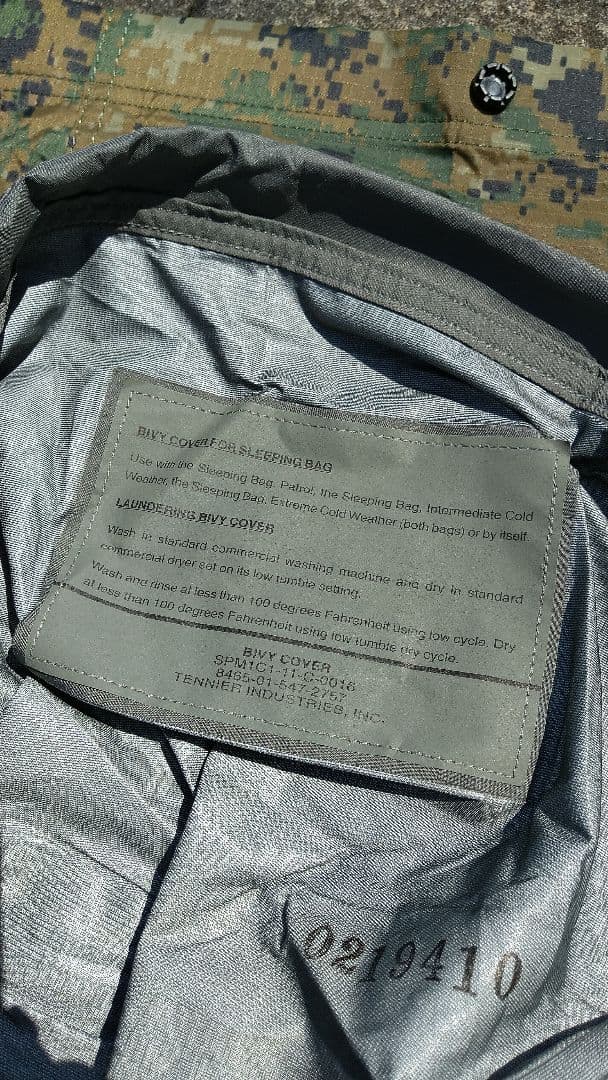 BIVY COVER FOR SLEEPING BAG
Use with the Sleeping Bag, Patrol, the Sleeping Bag, Intermediate Cold
Weather, the Sleeping Bag, Extreme Cold Weather (both bags) or by itself.
LAUNDERING BIVY COVER
Wash in standard commercial washing machine and dry in standard
commercial dryer set on its low tumble setting.
Wash and rinse at less than 100 degrees Fahrenheit using low cycle. Dry
at less than 100 degrees Fahrenheit using low tumble dry cycle.
BIVY COVER
SPM1C1-11-C-0016
8465-01-547-2757
TENNIER INDUSTRIES, INC.
0219410